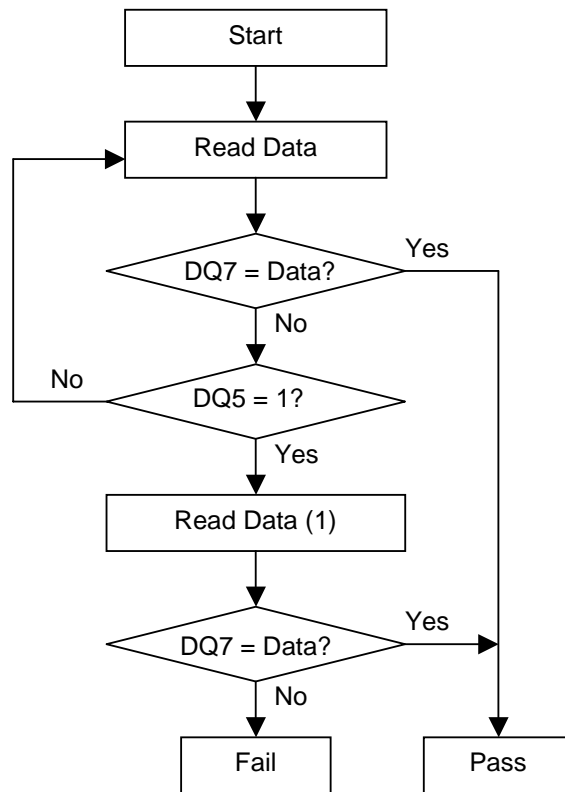 Start
Read Data
DQ7 = Data?
Yes
No
No
DQ5 = 1?
Yes
Read Data (1)
DQ7 = Data?
Yes
No
Fail
Pass